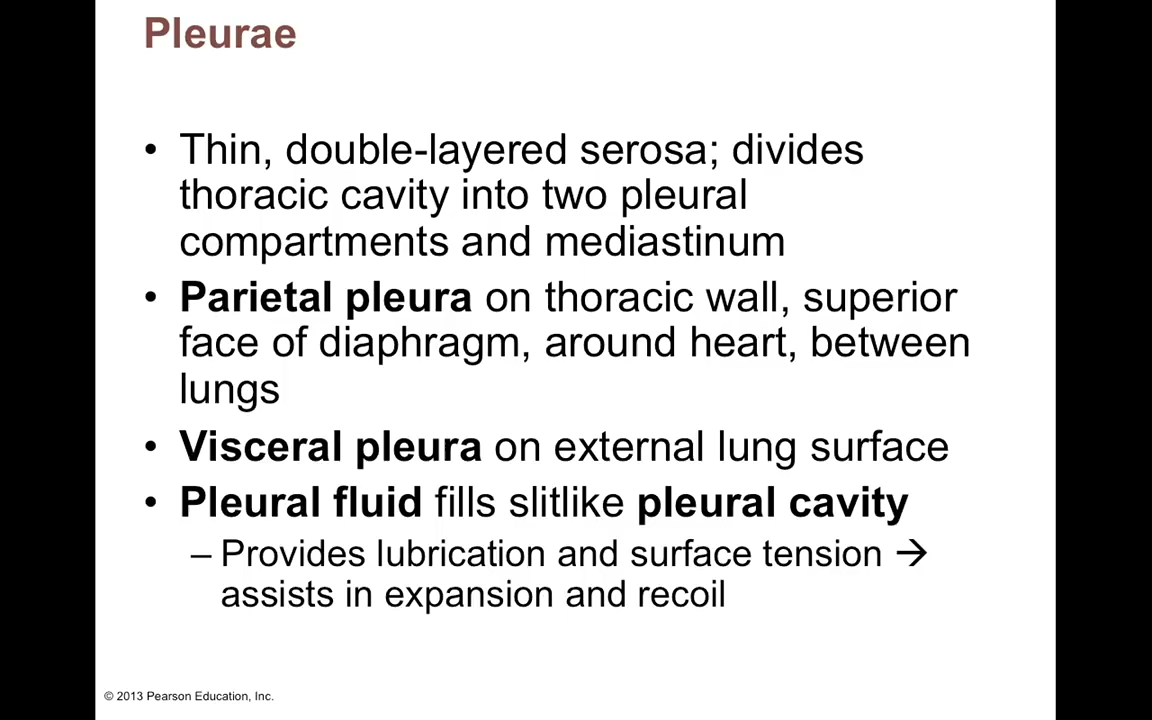 Pleurae
• Thin, double-layered serosa; divides
thoracic cavity into two pleural
compartments and mediastinum
• Parietal pleura on thoracic wall, superior
face of diaphragm, around heart, between
lungs
• Visceral pleura on external lung surface
• Pleural fluid fills slitlike pleural cavity
– Provides lubrication and surface tension →
assists in expansion and recoil
© 2013 Pearson Education, Inc.